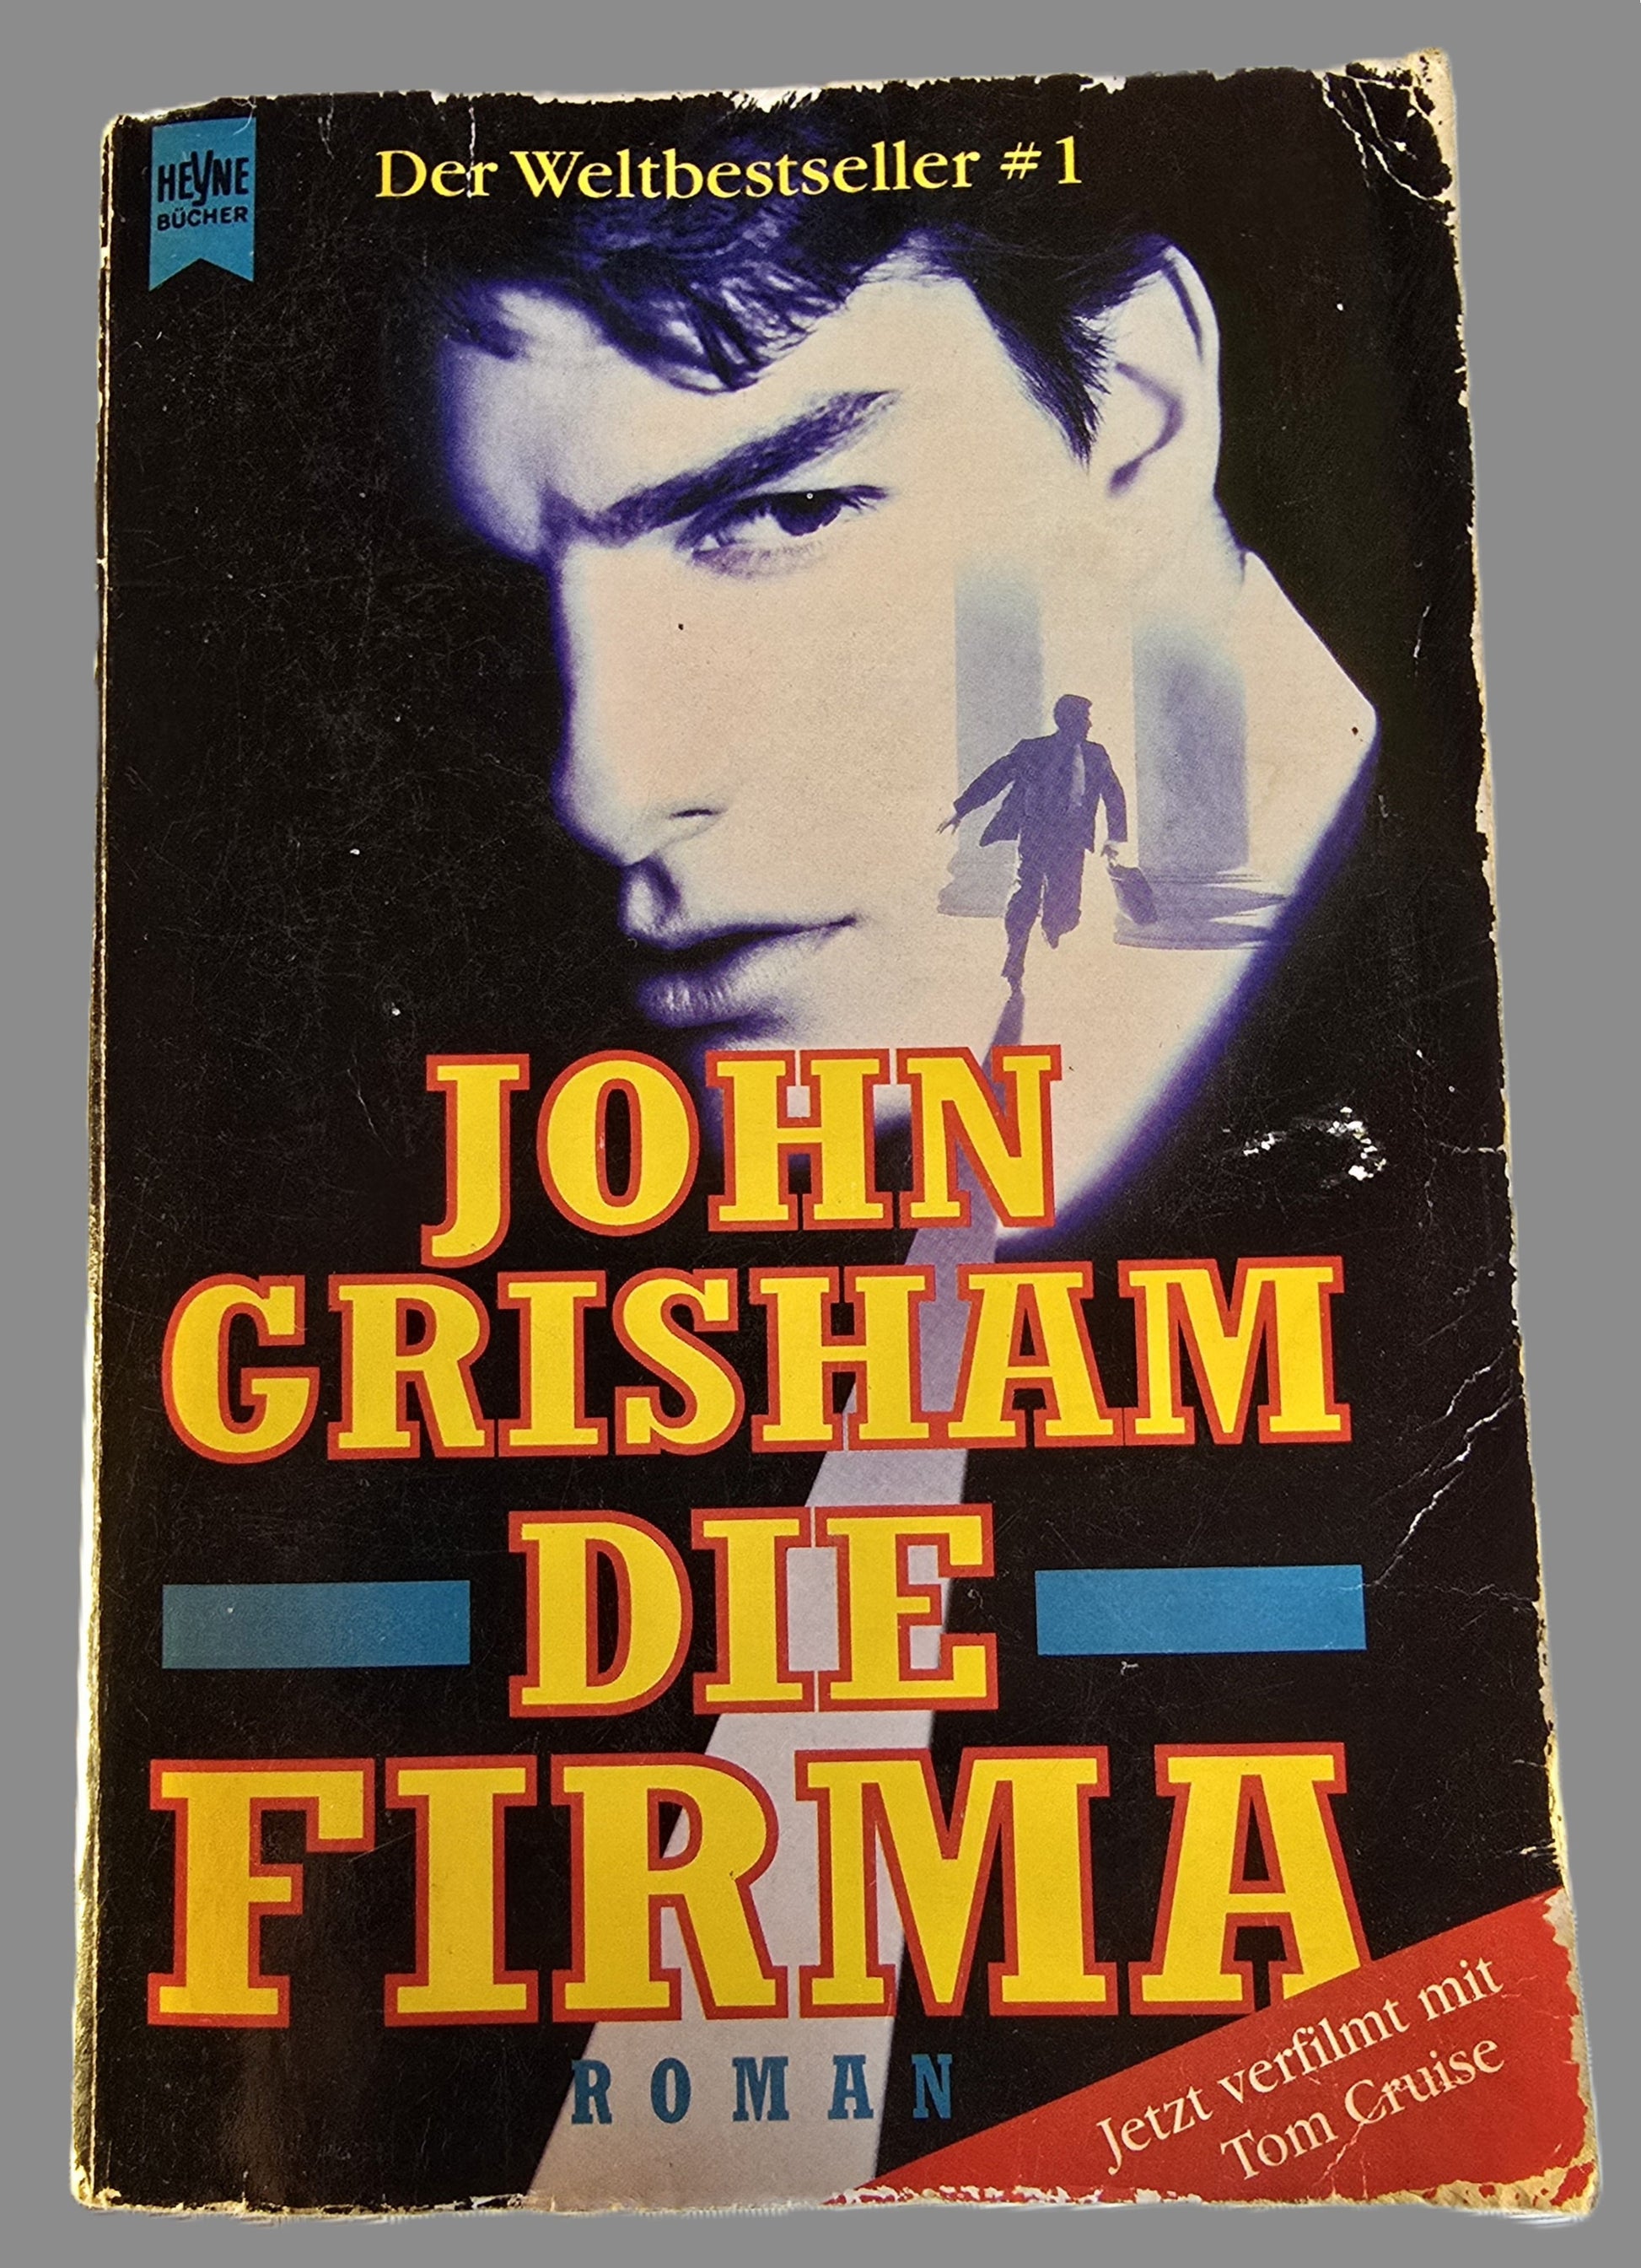 HEYNE
BÜCHER
Der Weltbestseller #1
JOHN
GRISHAM
DIE
FIRMA
ROMAN
Jetzt verfilmt mit
Tom Cruise